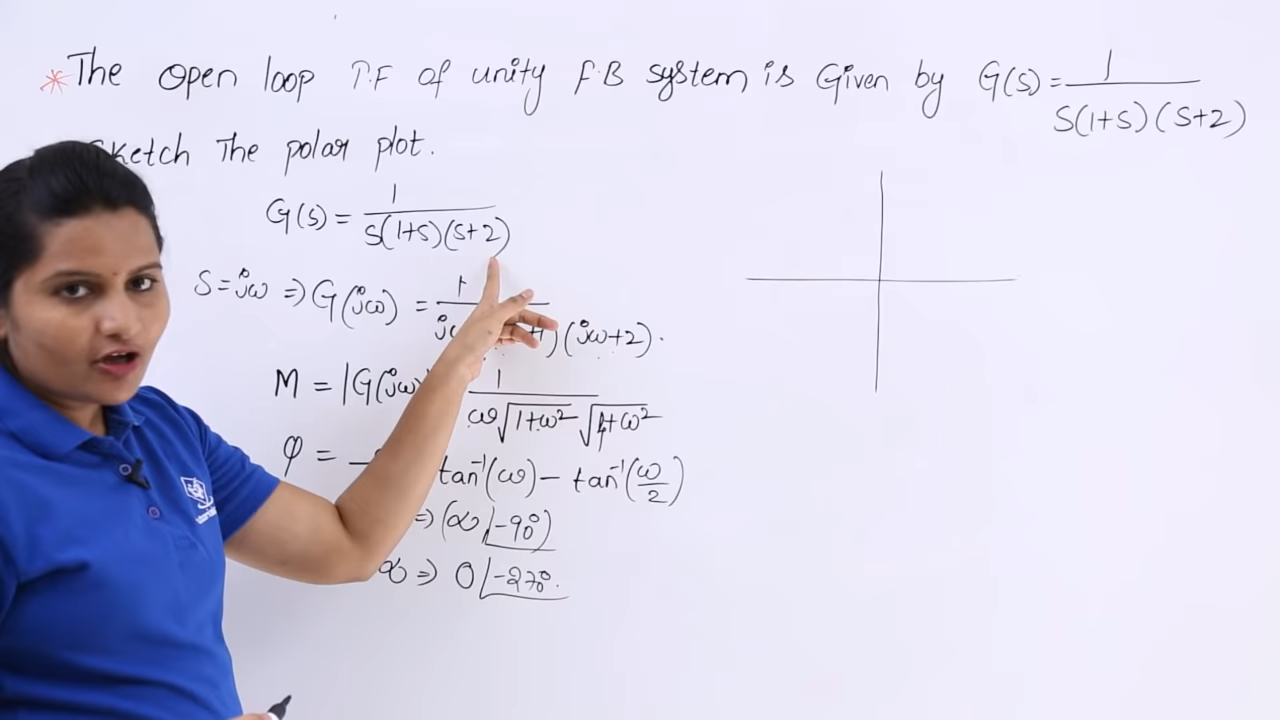 *The open loop T.F of unity F.B system, is Given by G(s)=1/S(1+S)(S+2)
Sketch The polar plot.
G(s) = 1/S(1+S)(S+2)
S=jω ⇒ G(jω) = 1/ (jω+2).
M = |G(jω) 1/ω√1+ω² √4+ω²
φ = − tan⁻¹(ω) − tan⁻¹(ω/2)
⇒ (∞ ∠-90°)
∞ ⇒ 0 ∠-270°.